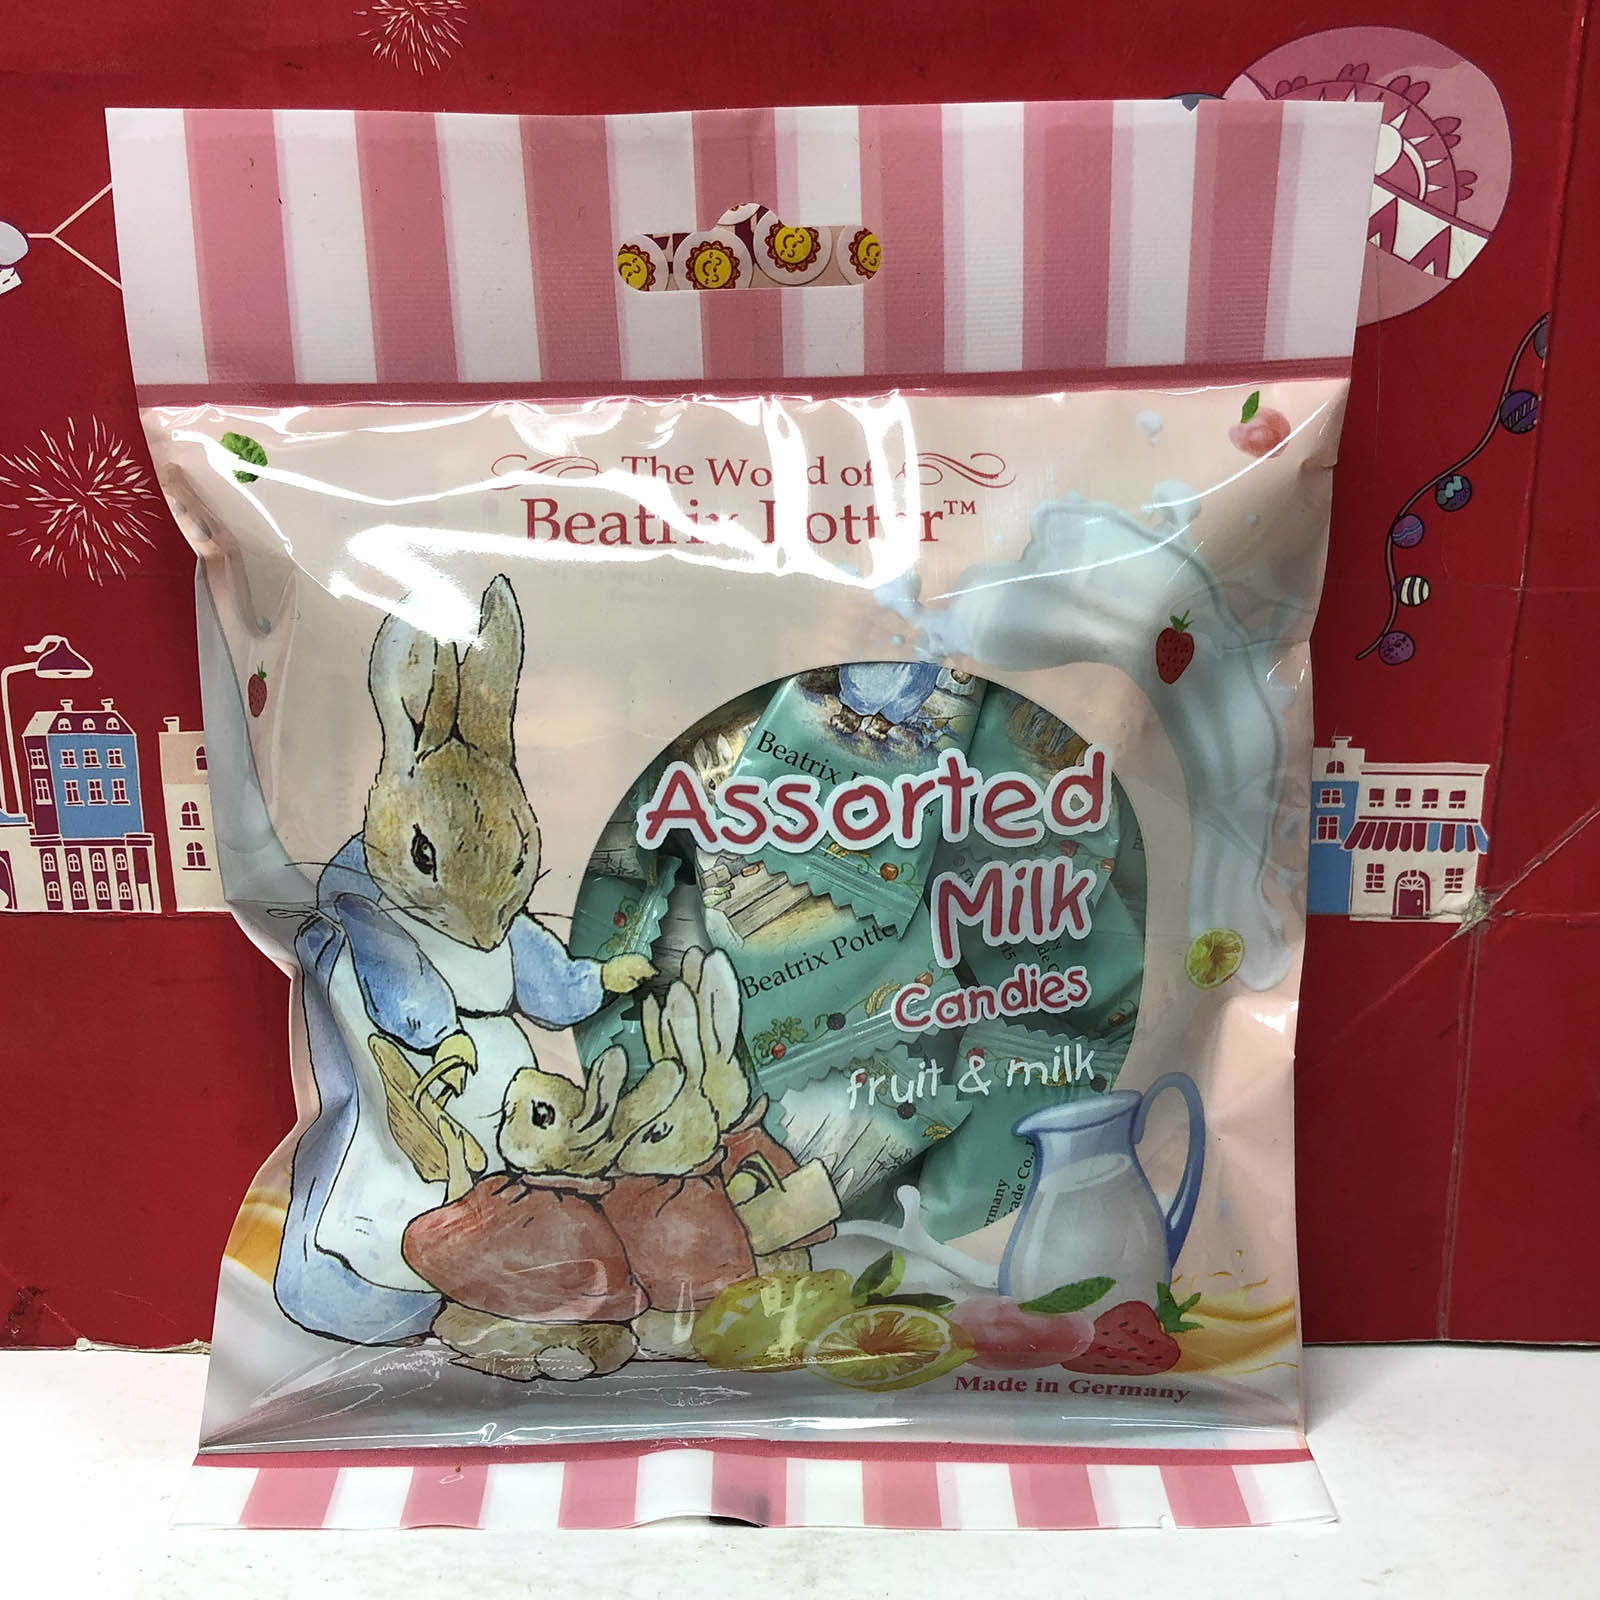 The World of
Beatrix Potter™
Beatrix
Assorted
Milk
Beatrix Potte
Candies
fruit & milk
Made in Germany